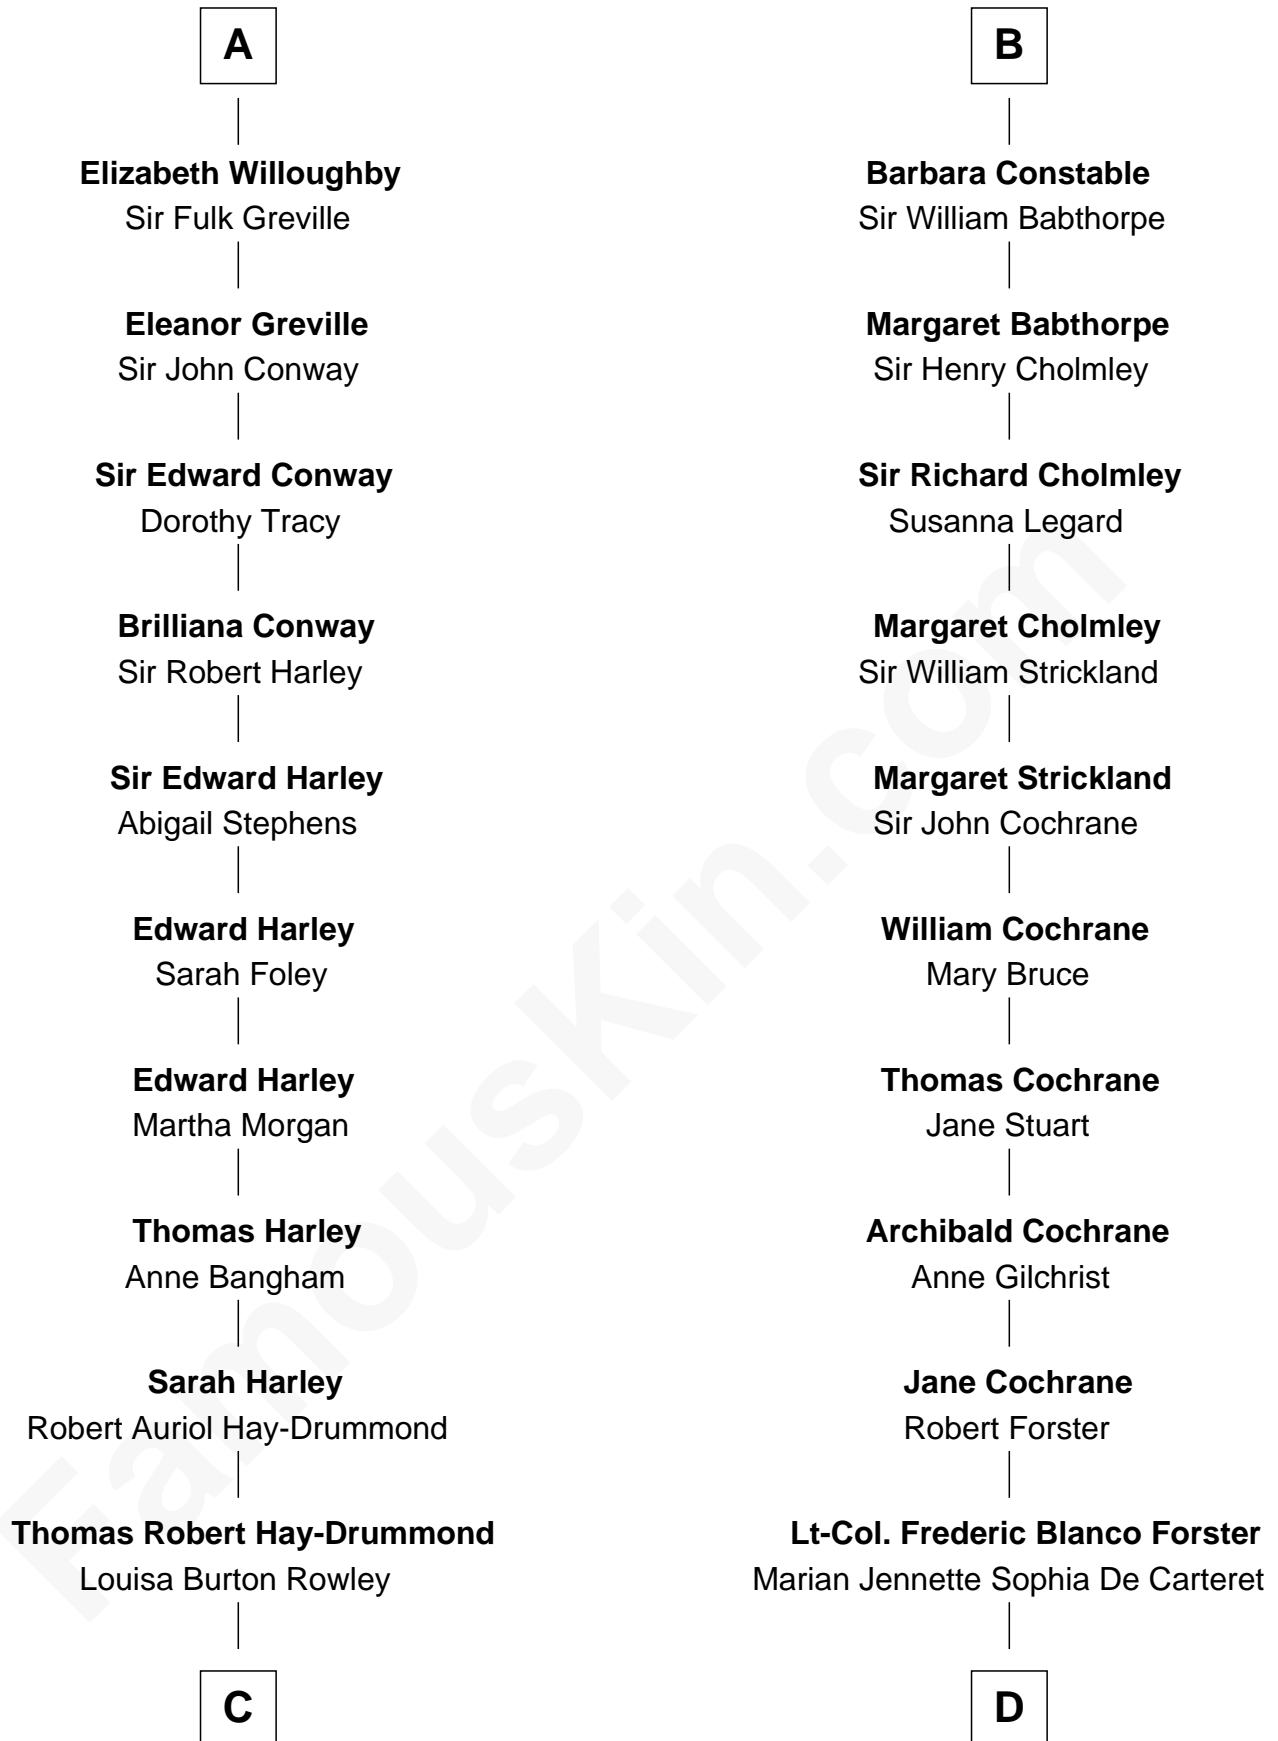 A
Elizabeth Willoughby
Sir Fulk Greville
Eleanor Greville
Sir John Conway
Sir Edward Conway
Dorothy Tracy
Brilliana Conway
Sir Robert Harley
Sir Edward Harley
Abigail Stephens
Edward Harley
Sarah Foley
Edward Harley
Martha Morgan
Thomas Harley
Anne Bangham
Sarah Harley
Robert Auriol Hay-Drummond
Thomas Robert Hay-Drummond
Louisa Burton Rowley
C
B
Barbara Constable
Sir William Babthorpe
Margaret Babthorpe
Sir Henry Cholmley
Sir Richard Cholmley
Susanna Legard
Margaret Cholmley
Sir William Strickland
Margaret Strickland
Sir John Cochrane
William Cochrane
Mary Bruce
Thomas Cochrane
Jane Stuart
Archibald Cochrane
Anne Gilchrist
Jane Cochrane
Robert Forster
Lt-Col. Frederic Blanco Forster
Marian Jennette Sophia De Carteret
D
FamousKin.com